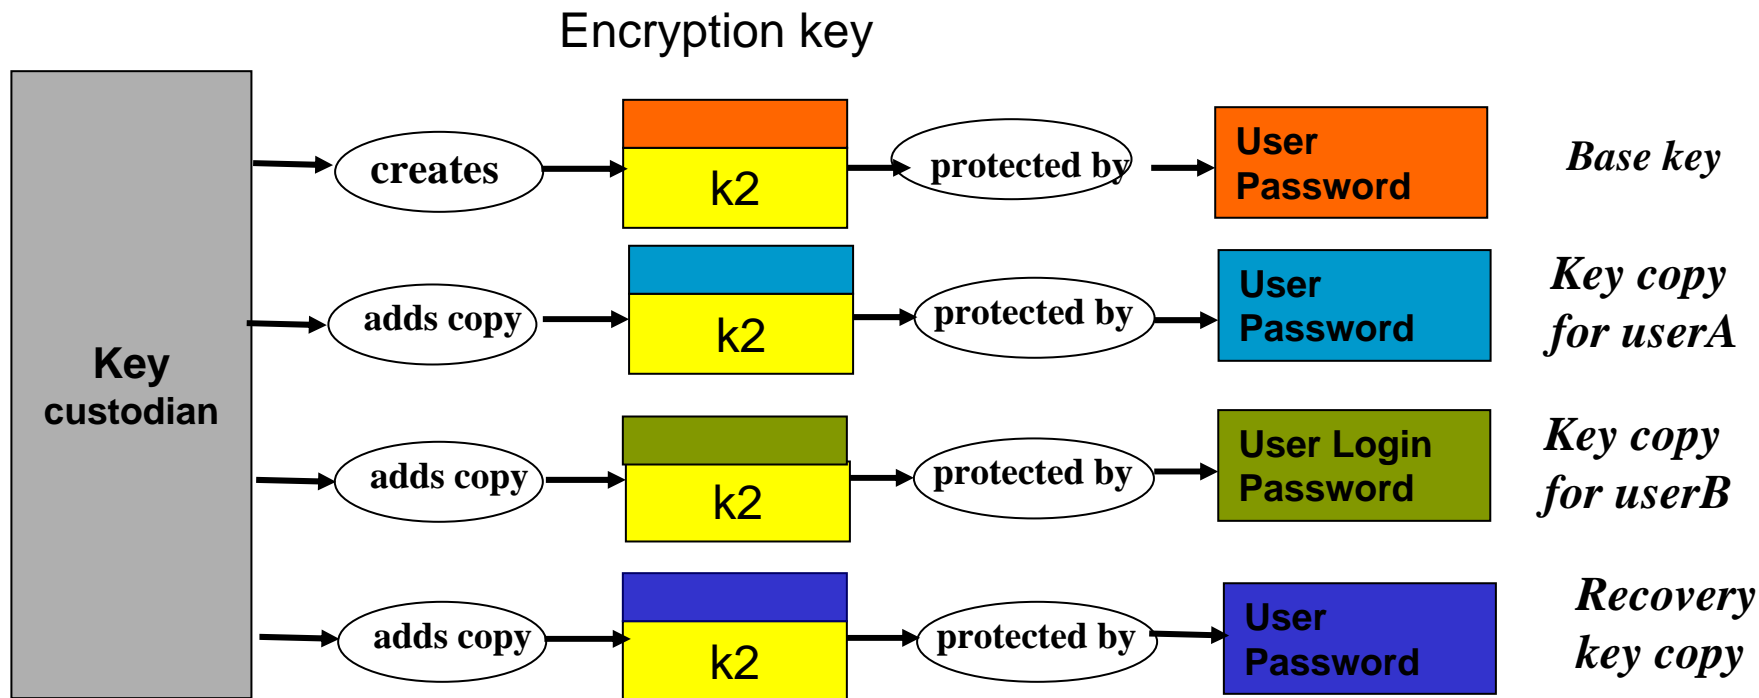 Encryption key
creates
k2
protected by
User
Password
Base key
adds copy
k2
protected by
User
Password
Key copy
for userA
Key
custodian
adds copy
k2
protected by
User Login
Password
Key copy
for userB
adds copy
k2
protected by
User
Password
Recovery
key copy